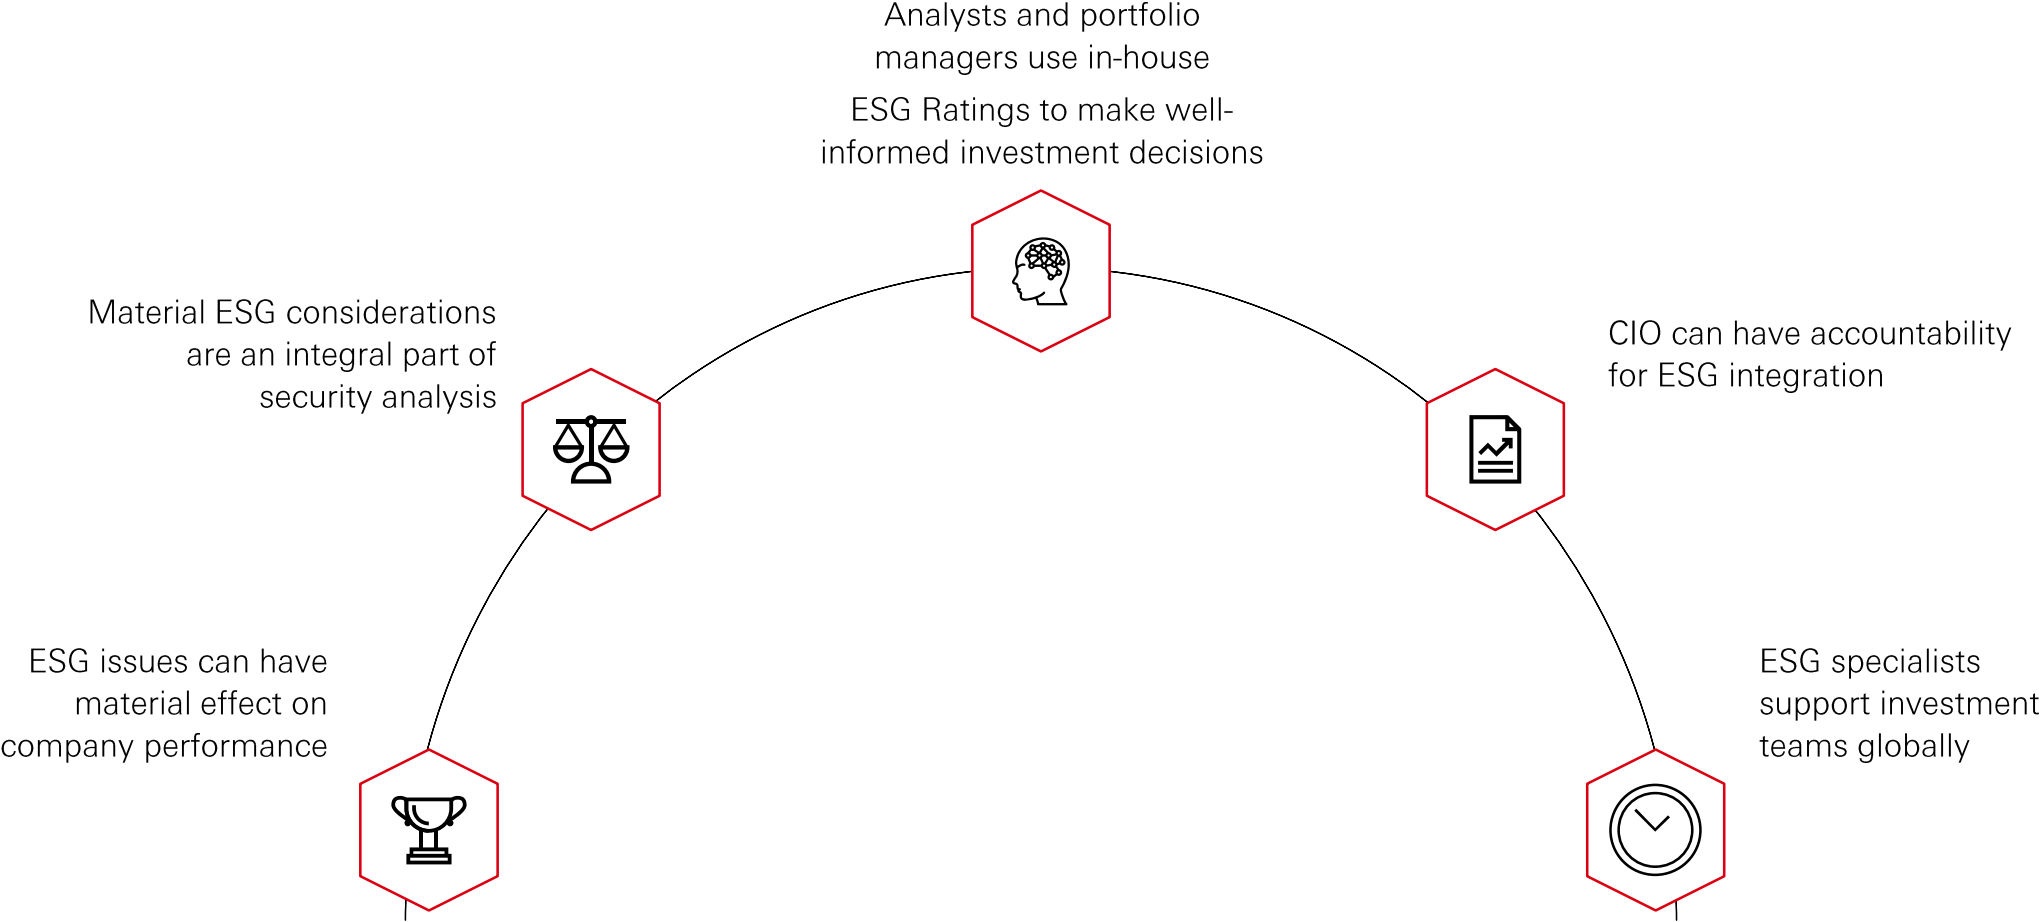 Analysts and portfolio
managers use in-house
ESG Ratings to make well-
informed investment decisions
Material ESG considerations
are an integral part of
security analysis
CIO can have accountability
for ESG integration
ESG issues can have
material effect on
company performance
ESG specialists
support investment
teams globally